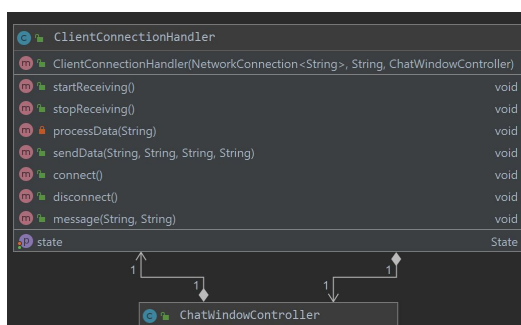 ClientConnectionHandler
ClientConnectionHandler(NetworkConnection<String>, String, ChatWindowController)
startReceiving() void
stopReceiving() void
processData(String) void
sendData(String, String, String, String) void
connect() void
disconnect() void
message(String, String) void
state State
1 1
1 1
ChatWindowController